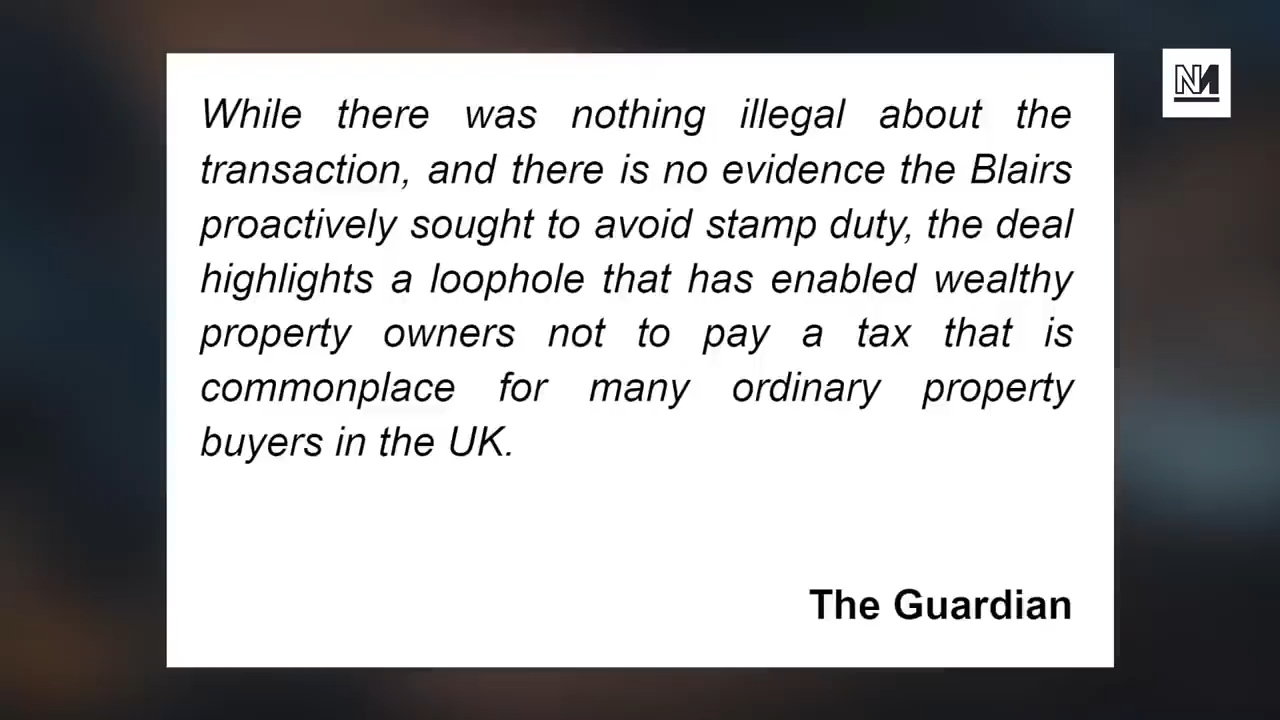 NM
While there was nothing illegal about the
transaction, and there is no evidence the Blairs
proactively sought to avoid stamp duty, the deal
highlights a loophole that has enabled wealthy
property owners not to pay a tax that is
commonplace for many ordinary property
buyers in the UK.
The Guardian